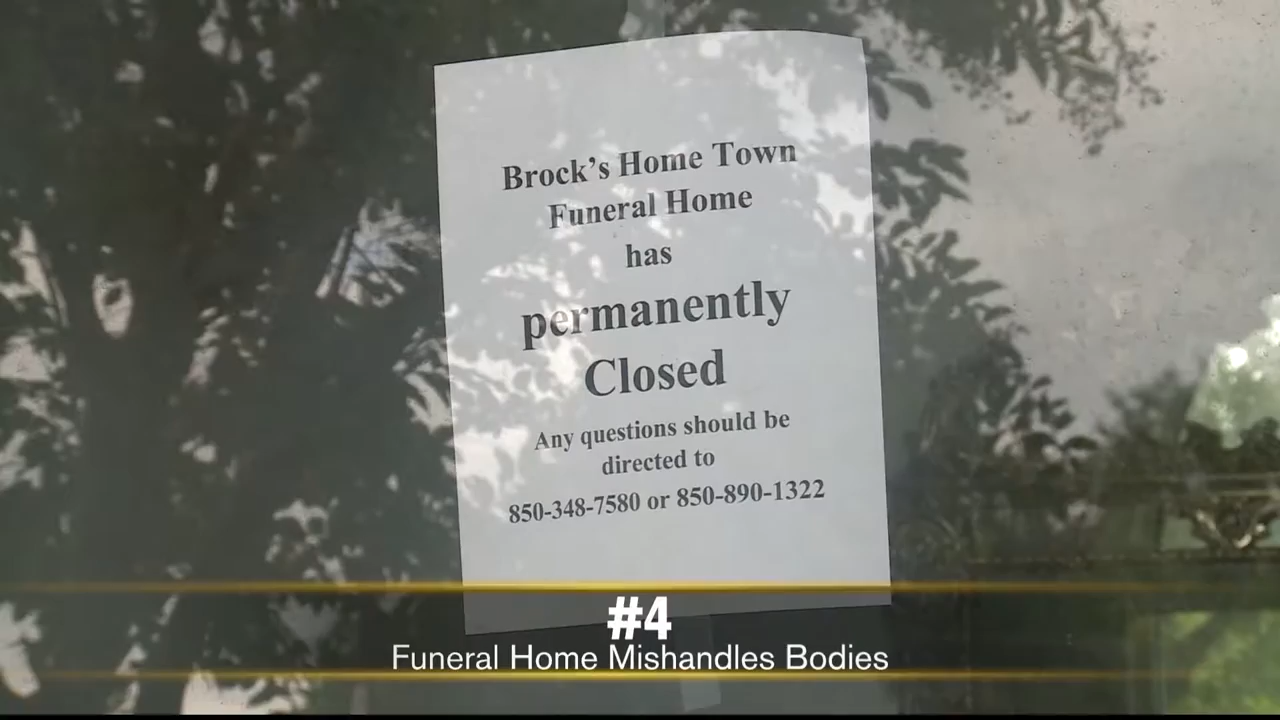 Brock's Home Town
Funeral Home
has
permanently
Closed
Any questions should be
directed to
850-348-7580 or 850-890-1322
#4
Funeral Home Mishandles Bodies